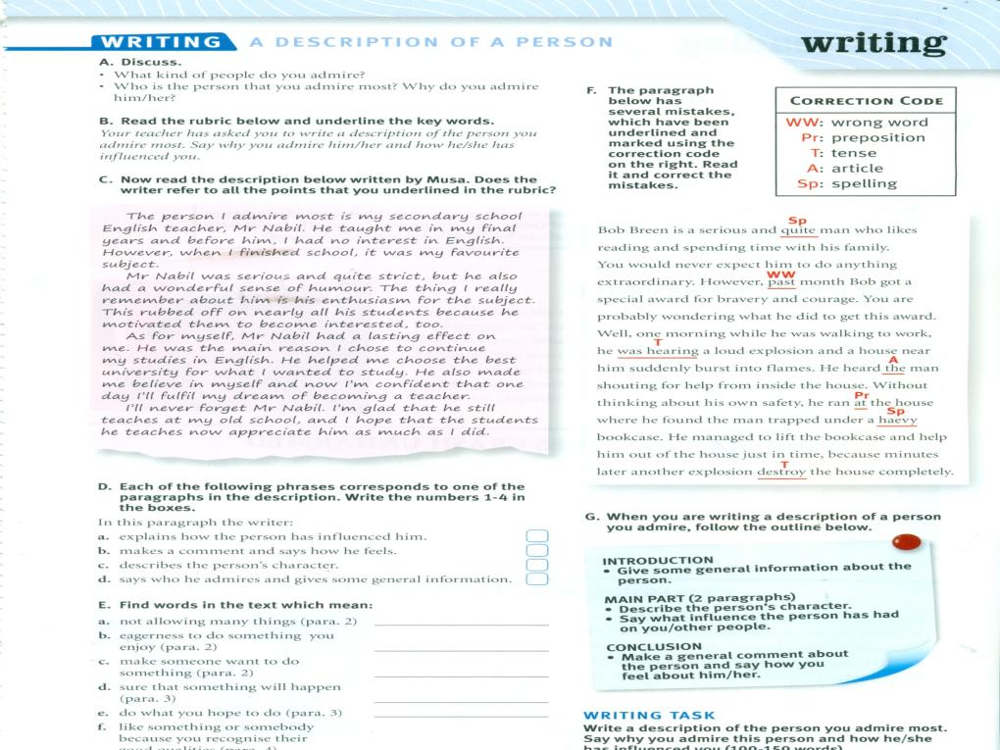 WRITING A DESCRIPTION OF A PERSON
writing
A. Discuss.
• What kind of people do you admire?
• Who is the person that you admire most? Why do you admire
him/her?
B. Read the rubric below and underline the key words.
Your teacher has asked you to write a description of the person you
admire most. Say why you admire him/her and how he/she has
influenced you.
C. Now read the description below written by Musa. Does the
writer refer to all the points that you underlined in the rubric?
The person I admire most is my secondary school
English teacher, Mr Nabil. He taught me in my final
years and before him, I had no interest in English.
However, when I finished school, it was my favourite
subject.
Mr Nabil was serious and quite strict, but he also
had a wonderful sense of humour. The thing I really
remember about him is his enthusiasm for the subject.
This rubbed off on nearly all his students because he
motivated them to become interested, too.
As for myself, Mr Nabil had a lasting effect on
me. He was the main reason I chose to continue
my studies in English. He helped me choose the best
university for what I wanted to study. He also made
me believe in myself and now I'm confident that one
day I'll fulfil my dream of becoming a teacher.
I'll never forget Mr Nabil. I'm glad that he still
teaches at my old school, and I hope that the students
he teaches now appreciate him as much as I did.
D. Each of the following phrases corresponds to one of the
paragraphs in the description. Write the numbers 1-4 in
the boxes.
In this paragraph the writer:
a. explains how the person has influenced him.
b. makes a comment and says how he feels.
c. describes the person's character.
d. says who he admires and gives some general information.
E. Find words in the text which mean:
a. not allowing many things (para. 2)
b. eagerness to do something you
enjoy (para. 2)
c. make someone want to do
something (para. 2)
d. sure that something will happen
(para. 3)
e. do what you hope to do (para. 3)
f. like something or somebody
because you recognise their
good qualities (para. 4)
F. The paragraph
below has
several mistakes,
which have been
underlined and
marked using the
correction code
on the right. Read
it and correct the
mistakes.
CORRECTION CODE
WW: wrong word
Pr: preposition
T: tense
A: article
Sp: spelling
Sp
Bob Breen is a serious and quite man who likes
reading and spending time with his family.
You would never expect him to do anything
WW
extraordinary. However, past month Bob got a
special award for bravery and courage. You are
probably wondering what he did to get this award.
Well, one morning while he was walking to work,
T
he was hearing a loud explosion and a house near
A
him suddenly burst into flames. He heard the man
shouting for help from inside the house. Without
Pr
thinking about his own safety, he ran at the house
Sp
where he found the man trapped under a haevy
bookcase. He managed to lift the bookcase and help
him out of the house just in time, because minutes
T
later another explosion destroy the house completely.
G. When you are writing a description of a person
you admire, follow the outline below.
INTRODUCTION
• Give some general information about the
person.
MAIN PART (2 paragraphs)
• Describe the person's character.
• Say what influence the person has had
on you/other people.
CONCLUSION
• Make a general comment about
the person and say how you
feel about him/her.
WRITING TASK
Write a description of the person you admire most.
Say why you admire this person and how he/she
has influenced you (100-150 words).